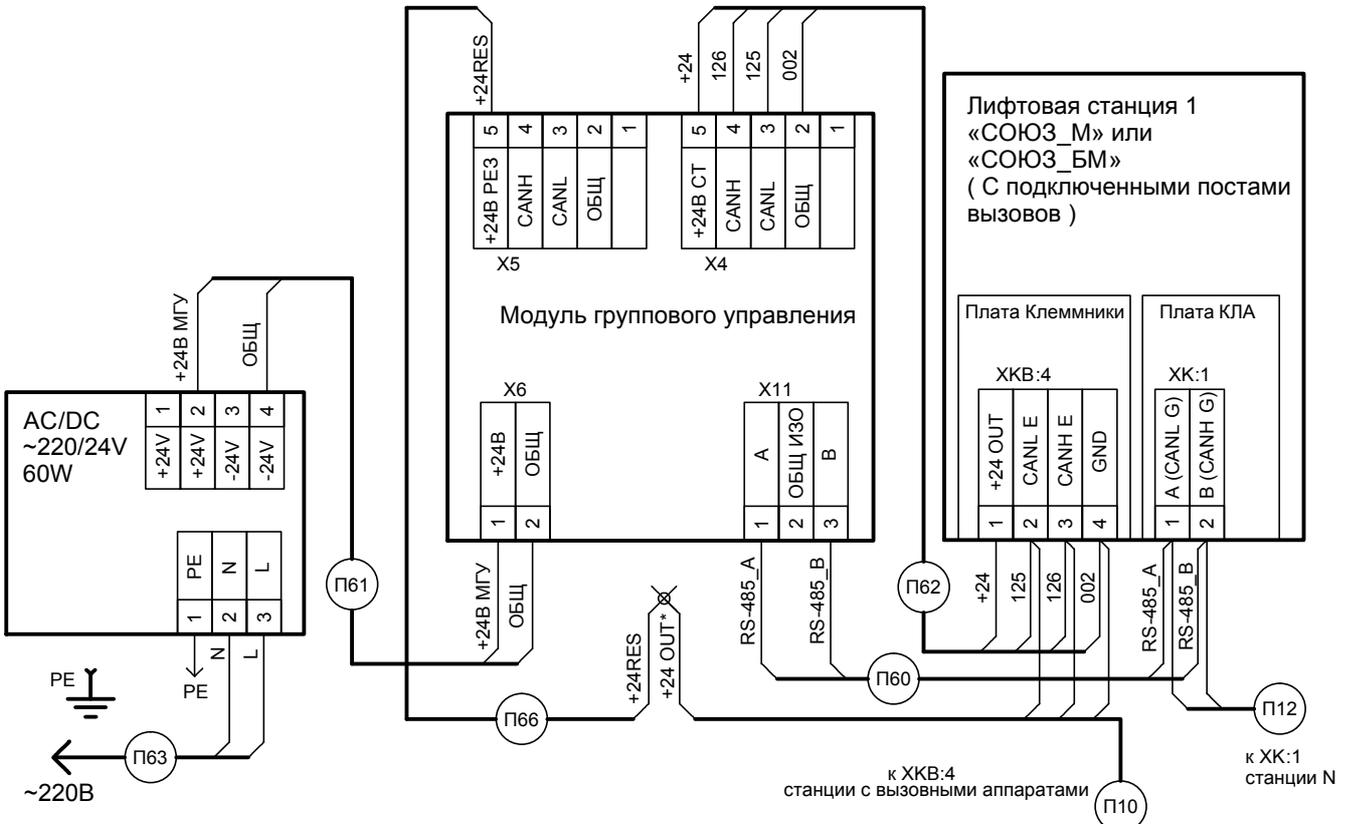 +24RES
+24
126
125
002
5
4
3
2
1
+24В РЕЗ
CANH
CANL
ОБЩ
X5
5
4
3
2
1
+24В СТ
CANH
CANL
ОБЩ
X4
Модуль группового управления
X6
+24В
ОБЩ
1
2
X11
A
ОБЩ ИЗО
B
1
2
3
Лифтовая станция 1
«СОЮЗ_М» или
«СОЮЗ_БМ»
( С подключенными постами
вызовов )
Плата Клеммники
Плата КЛА
XKB:4
+24 OUT
CANL E
CANH E
GND
1
2
3
4
XK:1
A (CANL G)
B (CANH G)
1
2
+24В МГУ
ОБЩ
AC/DC
~220/24V
60W
1
2
3
4
+24V
+24V
-24V
-24V
PE
N
L
1
2
3
PE
N
L
PE
П63
~220В
П61
+24В МГУ
ОБЩ
П66
+24RES
+24 OUT*
RS-485_A
RS-485_B
П60
П62
+24
125
126
002
RS-485_A
RS-485_B
П12
к XK:1
станции N
к XKB:4
станции с вызовными аппаратами
П10